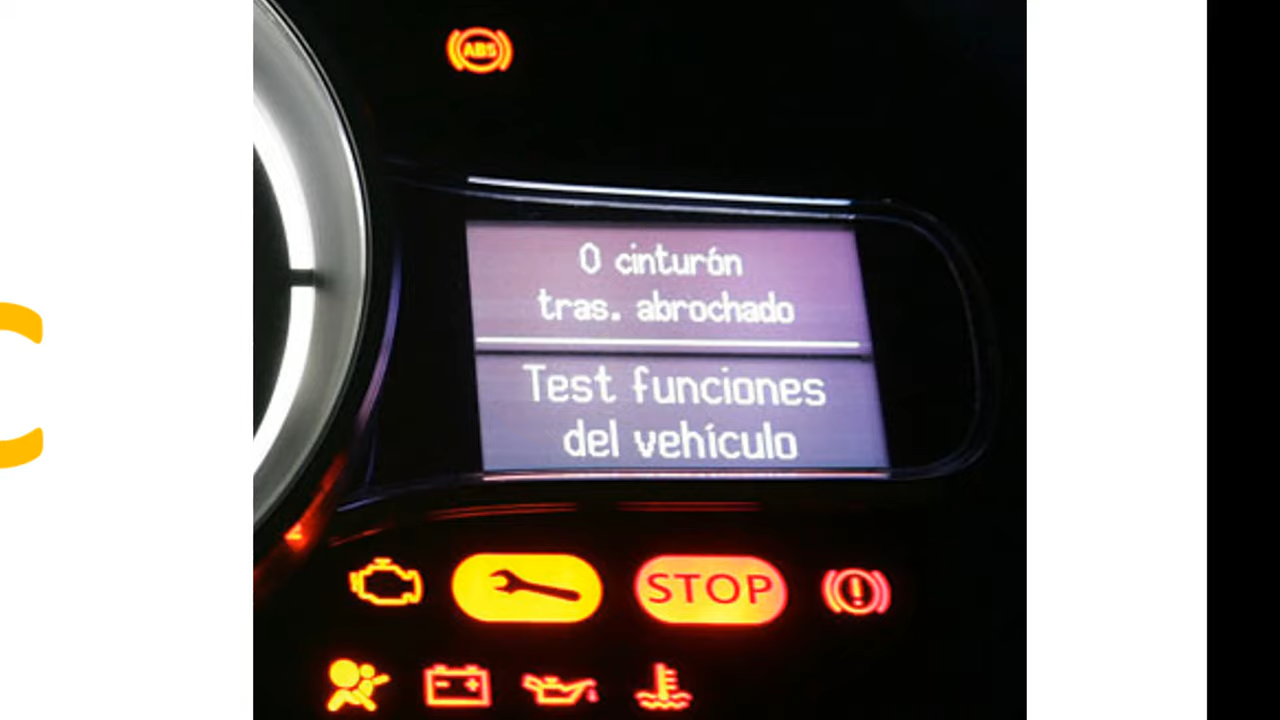 ABS
0 cinturón
tras. abrochado
Test funciones
del vehículo
STOP